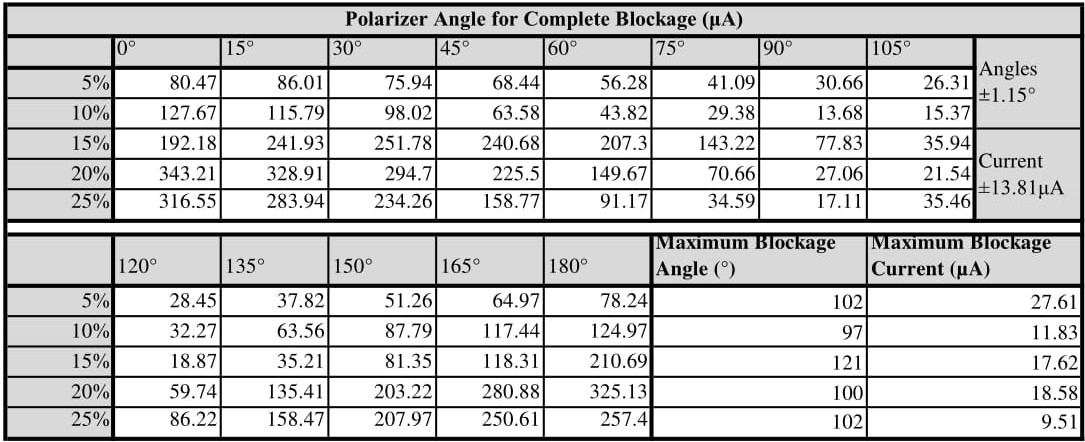 Polarizer Angle for Complete Blockage (µA)
0° 15° 30° 45° 60° 75° 90° 105° Angles ±1.15°
5% 80.47 86.01 75.94 68.44 56.28 41.09 30.66 26.31
10% 127.67 115.79 98.02 63.58 43.82 29.38 13.68 15.37
15% 192.18 241.93 251.78 240.68 207.3 143.22 77.83 35.94 Current ±13.81µA
20% 343.21 328.91 294.7 225.5 149.67 70.66 27.06 21.54
25% 316.55 283.94 234.26 158.77 91.17 34.59 17.11 35.46
120° 135° 150° 165° 180° Maximum Blockage Angle (°) Maximum Blockage Current (µA)
5% 28.45 37.82 51.26 64.97 78.24 102 27.61
10% 32.27 63.56 87.79 117.44 124.97 97 11.83
15% 18.87 35.21 81.35 118.31 210.69 121 17.62
20% 59.74 135.41 203.22 280.88 325.13 100 18.58
25% 86.22 158.47 207.97 250.61 257.4 102 9.51